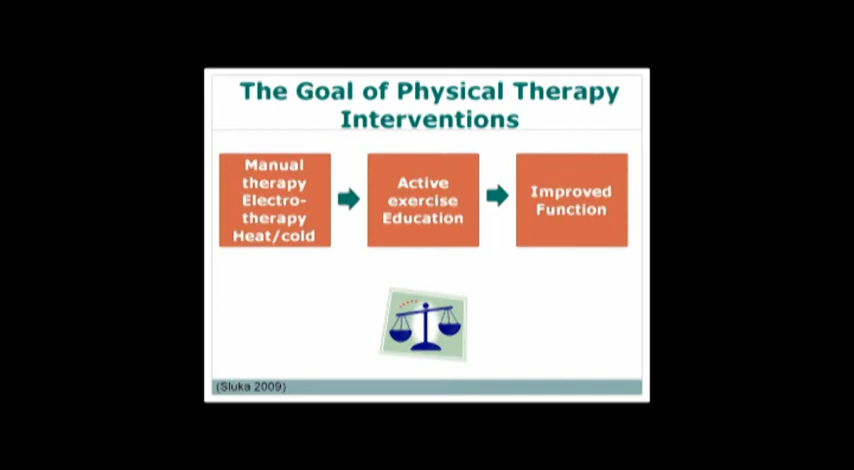 The Goal of Physical Therapy
Interventions
Manual
therapy
Electro-
therapy
Heat/cold
Active
exercise
Education
Improved
Function
(Sluka 2009)